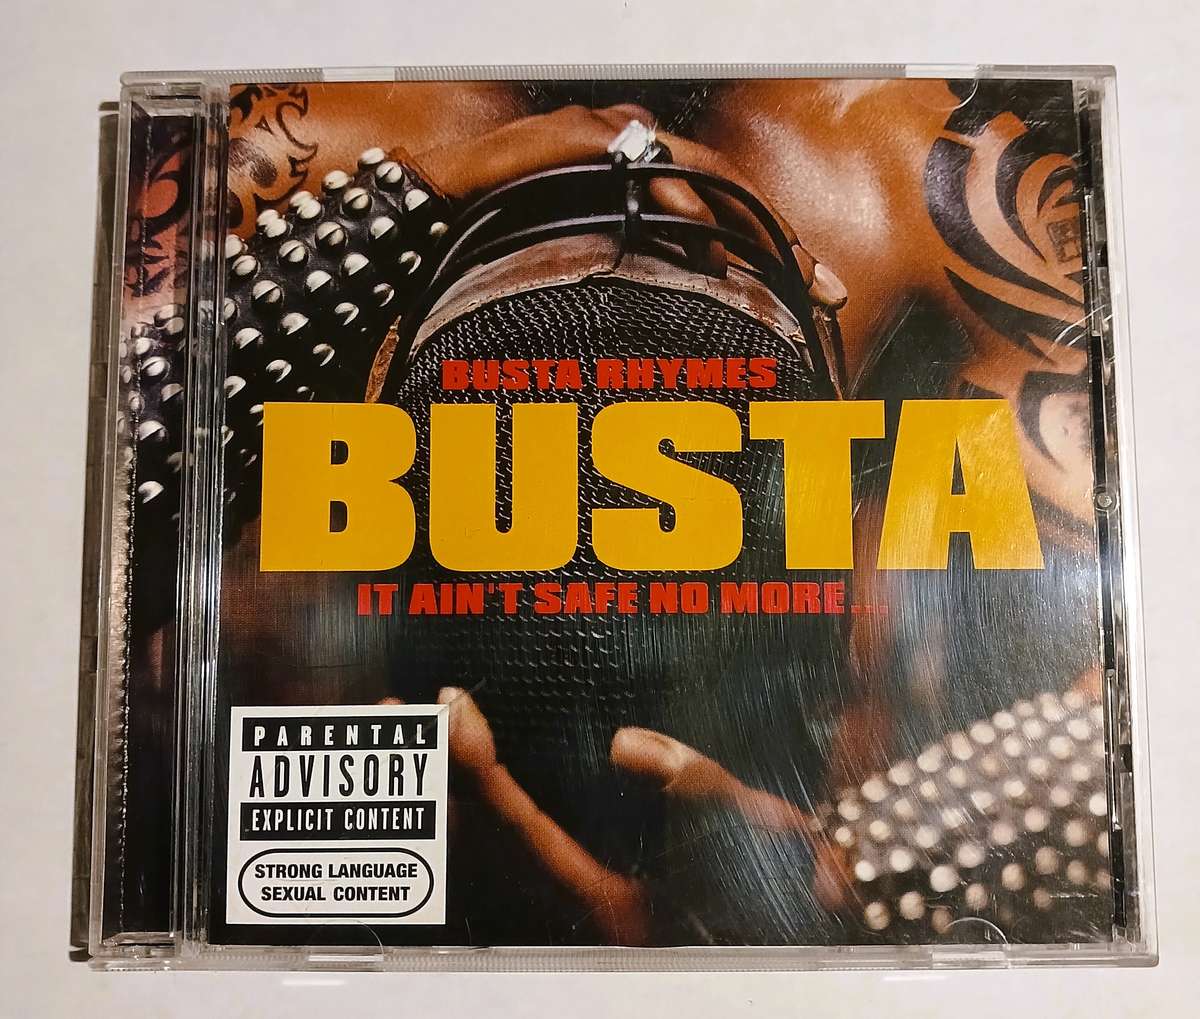 BUSTA RHYMES
BUSTA
IT AIN'T SAFE NO MORE...
PARENTAL
ADVISORY
EXPLICIT CONTENT
STRONG LANGUAGE
SEXUAL CONTENT